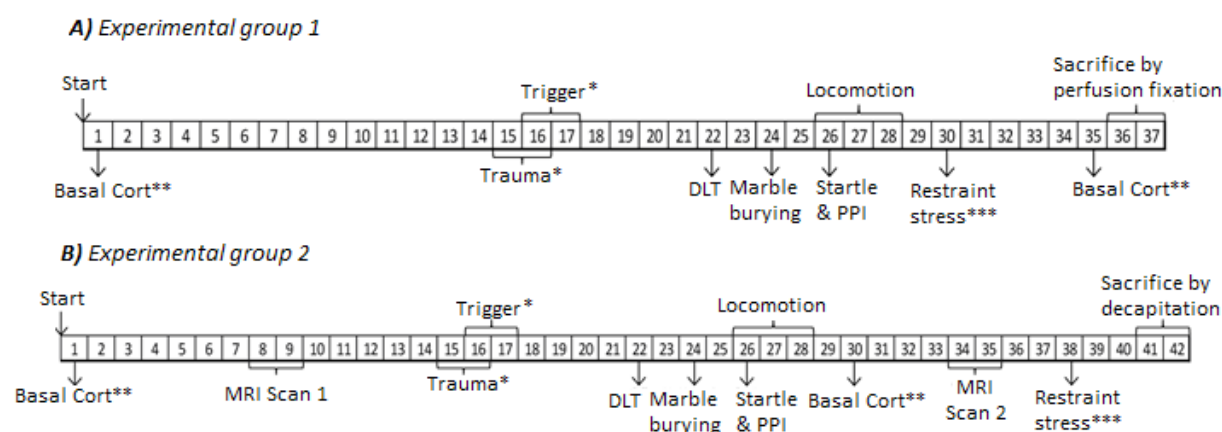 A) Experimental group 1
Sacrifice by
perfusion fixation
Start
Trigger*
Locomotion
1 2 3 4 5 6 7 8 9 10 11 12 13 14 15 16 17 18 19 20 21 22 23 24 25 26 27 28 29 30 31 32 33 34 35 36 37
Basal Cort**
Trauma*
DLT
Marble
burying
Startle
& PPI
Restraint
stress***
Basal Cort**
B) Experimental group 2
Sacrifice by
decapitation
Start
Trigger*
Locomotion
1 2 3 4 5 6 7 8 9 10 11 12 13 14 15 16 17 18 19 20 21 22 23 24 25 26 27 28 29 30 31 32 33 34 35 36 37 38 39 40 41 42
Basal Cort**
MRI Scan 1
Trauma*
DLT
Marble
burying
Startle
& PPI
Basal Cort**
MRI
Scan 2
Restraint
stress***